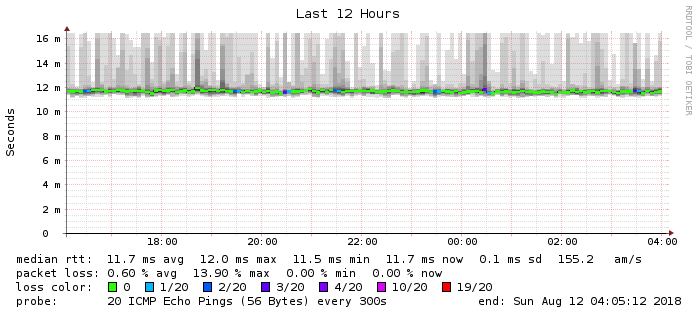 Last 12 Hours
RRDTOOL / TOBI OETIKER
Seconds
16 m
14 m
12 m
10 m
8 m
6 m
4 m
2 m
0
18:00 20:00 22:00 00:00 02:00 04:00
median rtt: 11.7 ms avg 12.0 ms max 11.5 ms min 11.7 ms now 0.1 ms sd 155.2 am/s
packet loss: 0.60 % avg 13.90 % max 0.00 % min 0.00 % now
loss color: 0 1/20 2/20 3/20 4/20 10/20 19/20
probe: 20 ICMP Echo Pings (56 Bytes) every 300s end: Sun Aug 12 04:05:12 2018